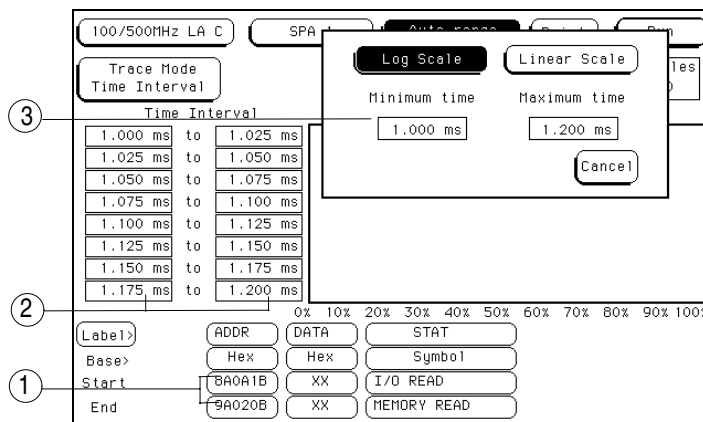 100/500MHz LA C
SPA
Trace Mode
Time Interval
Log Scale
Linear Scale
Minimum time
Maximum time
1.000 ms
1.200 ms
Cancel
3
Time Interval
1.000 ms to 1.025 ms
1.025 ms to 1.050 ms
1.050 ms to 1.075 ms
1.075 ms to 1.100 ms
1.100 ms to 1.125 ms
1.125 ms to 1.150 ms
1.150 ms to 1.175 ms
1.175 ms to 1.200 ms
2
0% 10% 20% 30% 40% 50% 60% 70% 80% 90% 100%
Label> ADDR DATA STAT
Base> Hex Hex Symbol
1
Start 8A0A1B XX I/O READ
End 9A020B XX MEMORY READ